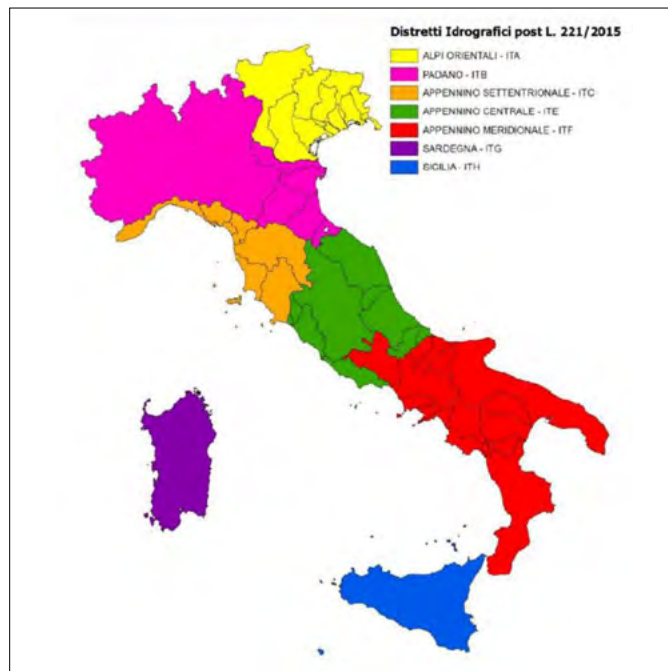 Distretti Idrografici post L. 221/2015
ALPI ORIENTALI - ITA
PADANO - ITB
APPENNINO SETTENTRIONALE - ITC
APPENNINO CENTRALE - ITE
APPENNINO MERIDIONALE - ITF
SARDEGNA - ITG
SICILIA - ITH